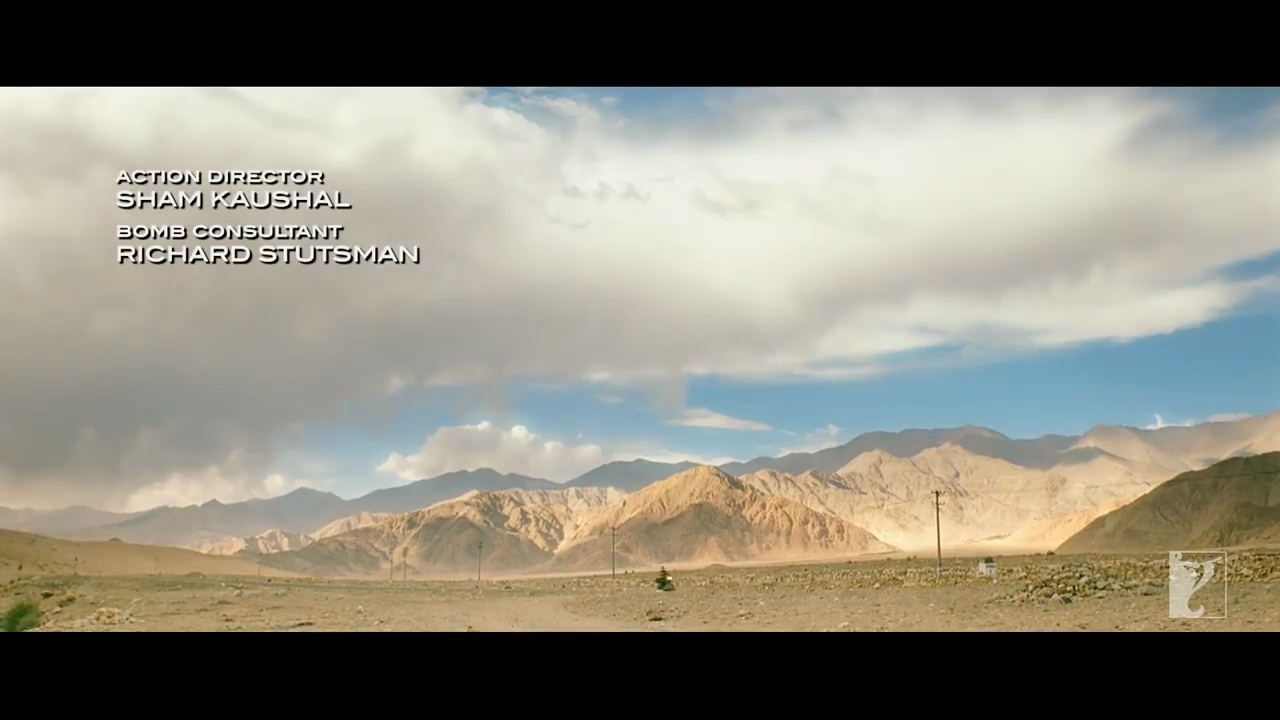 ACTION DIRECTOR
SHAM KAUSHAL
BOMB CONSULTANT
RICHARD STUTSMAN